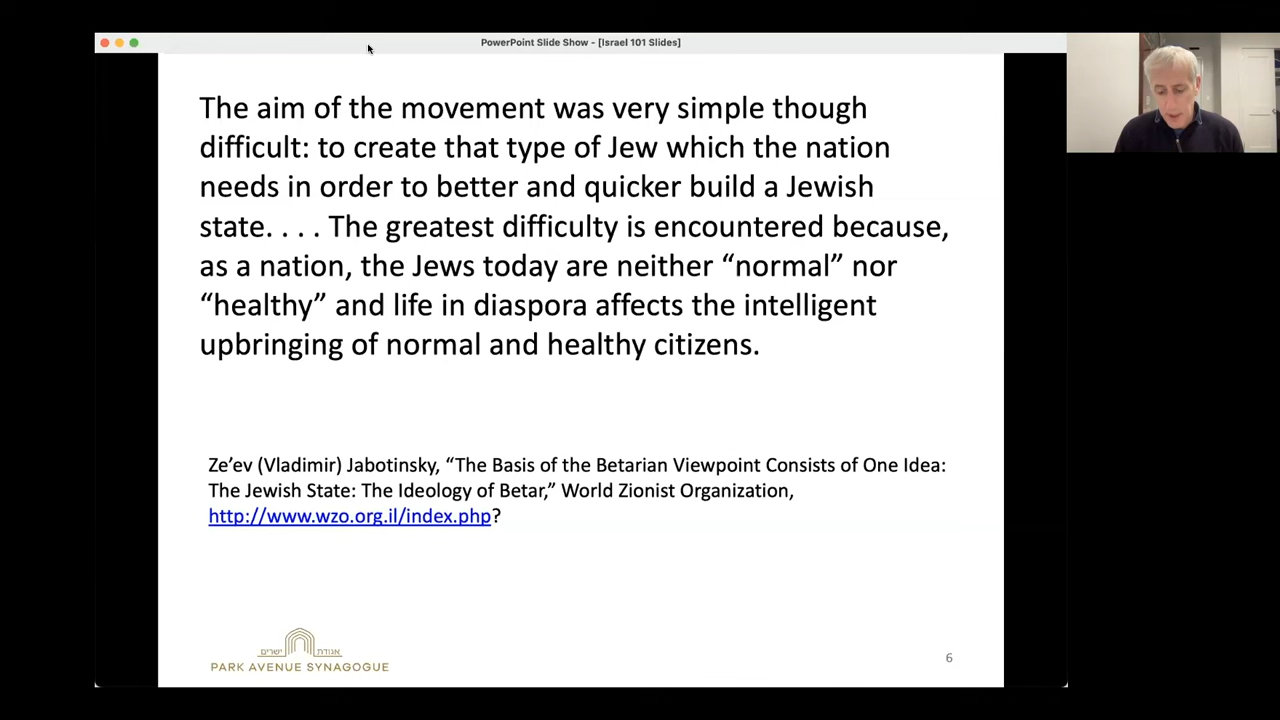 PowerPoint Slide Show - [Israel 101 Slides]
The aim of the movement was very simple though
difficult: to create that type of Jew which the nation
needs in order to better and quicker build a Jewish
state. . . . The greatest difficulty is encountered because,
as a nation, the Jews today are neither “normal” nor
“healthy” and life in diaspora affects the intelligent
upbringing of normal and healthy citizens.
Ze’ev (Vladimir) Jabotinsky, “The Basis of the Betarian Viewpoint Consists of One Idea:
The Jewish State: The Ideology of Betar,” World Zionist Organization,
http://www.wzo.org.il/index.php?
אגודת ישרים
PARK AVENUE SYNAGOGUE
6